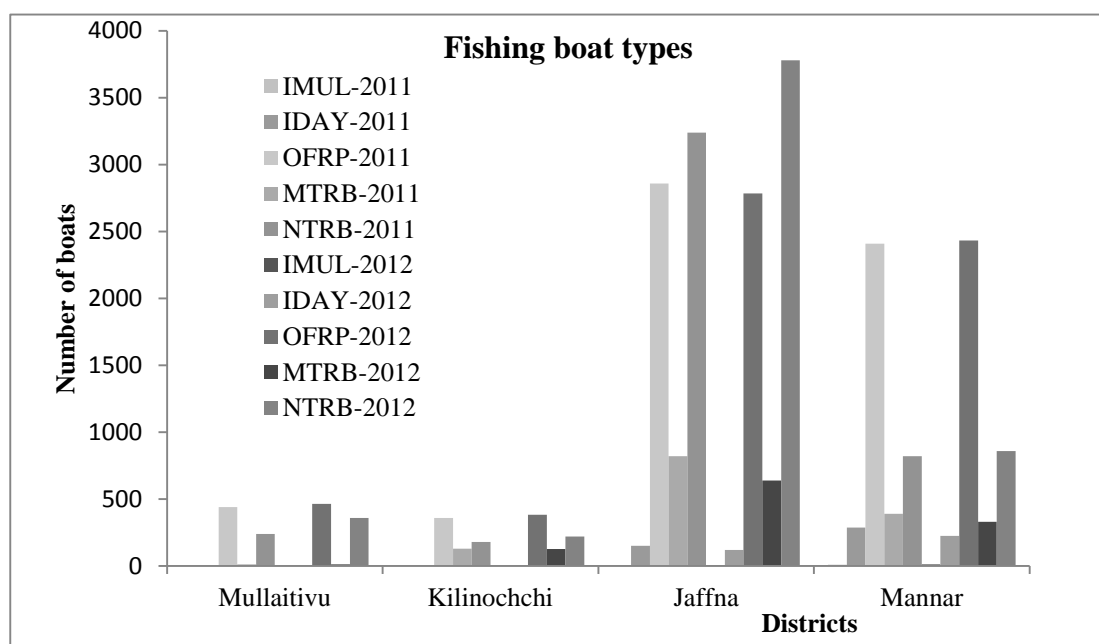 Fishing boat types
Number of boats
4000
3500
3000
2500
2000
1500
1000
500
0
IMUL-2011
IDAY-2011
OFRP-2011
MTRB-2011
NTRB-2011
IMUL-2012
IDAY-2012
OFRP-2012
MTRB-2012
NTRB-2012
Mullaitivu Kilinochchi Jaffna Mannar
Districts